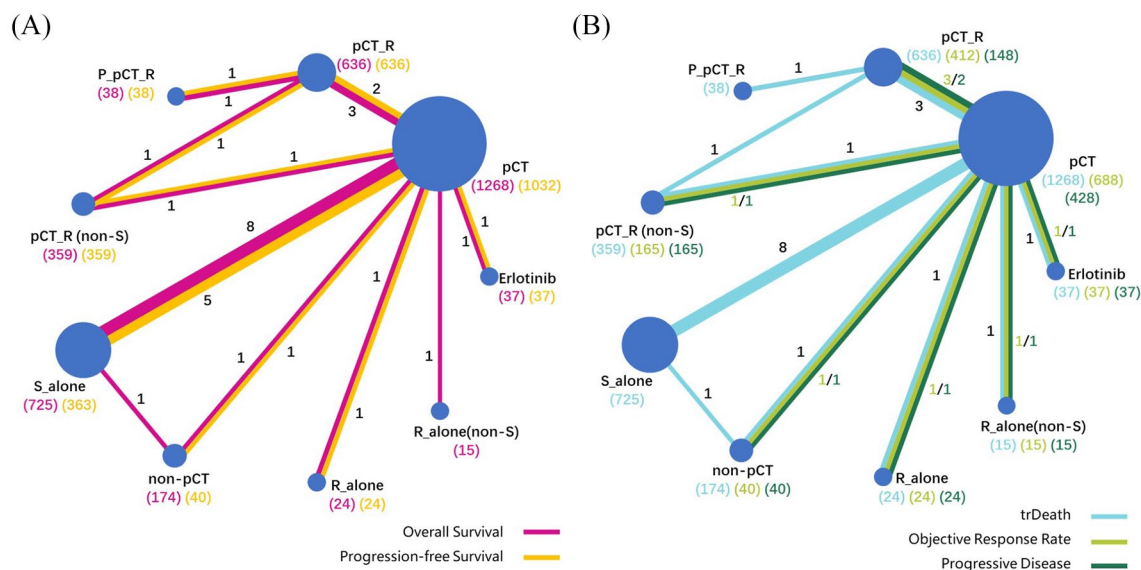 (A)
pCT_R
(636) (636)
P_pCT_R
(38) (38)
1
1
2
3
1
1
1
1
pCT
(1268) (1032)
pCT_R (non-S)
(359) (359)
8
5
1
1
Erlotinib
(37) (37)
1
1
1
1
1
1
S_alone
(725) (363)
1
R_alone(non-S)
(15)
non-pCT
(174) (40)
R_alone
(24) (24)
Overall Survival
Progression-free Survival
(B)
pCT_R
(636) (412) (148)
P_pCT_R
(38)
1
3/2
3
1
1
1/1
pCT
(1268) (688)
(428)
pCT_R (non-S)
(359) (165) (165)
8
1/1
1
Erlotinib
(37) (37) (37)
1
1
1
1/1
1/1
1/1
S_alone
(725)
1
R_alone(non-S)
(15) (15) (15)
non-pCT
(174) (40) (40)
R_alone
(24) (24) (24)
trDeath
Objective Response Rate
Progressive Disease